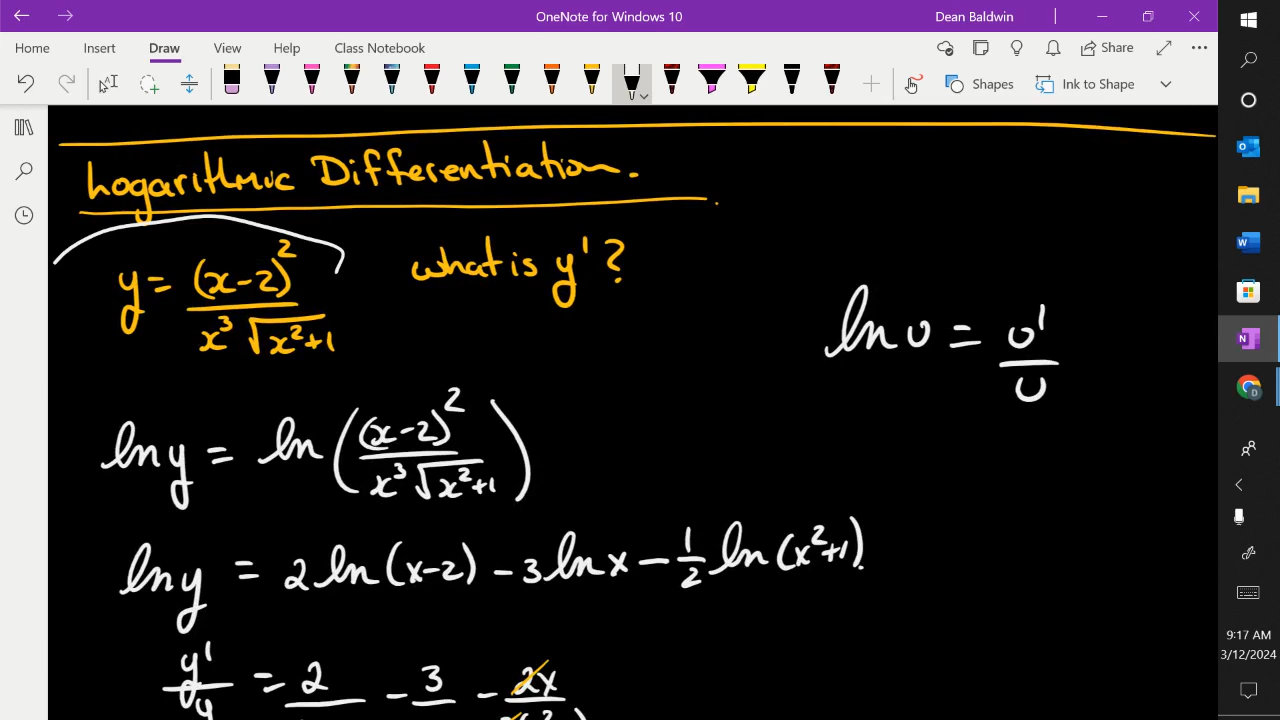 OneNote for Windows 10
Dean Baldwin
Home Insert Draw View Help Class Notebook Share
Shapes Ink to Shape
Logarithmic Differentiation.
y = (x-2)^2 / x^3 √x^2+1 what is y' ?
ln u = u' / u
ln y = ln ( (x-2)^2 / x^3 √x^2+1 )
ln y = 2 ln (x-2) - 3 ln x - 1/2 ln (x^2+1)
y' / y = 2 - 3 - 2x
9:17 AM
3/12/2024